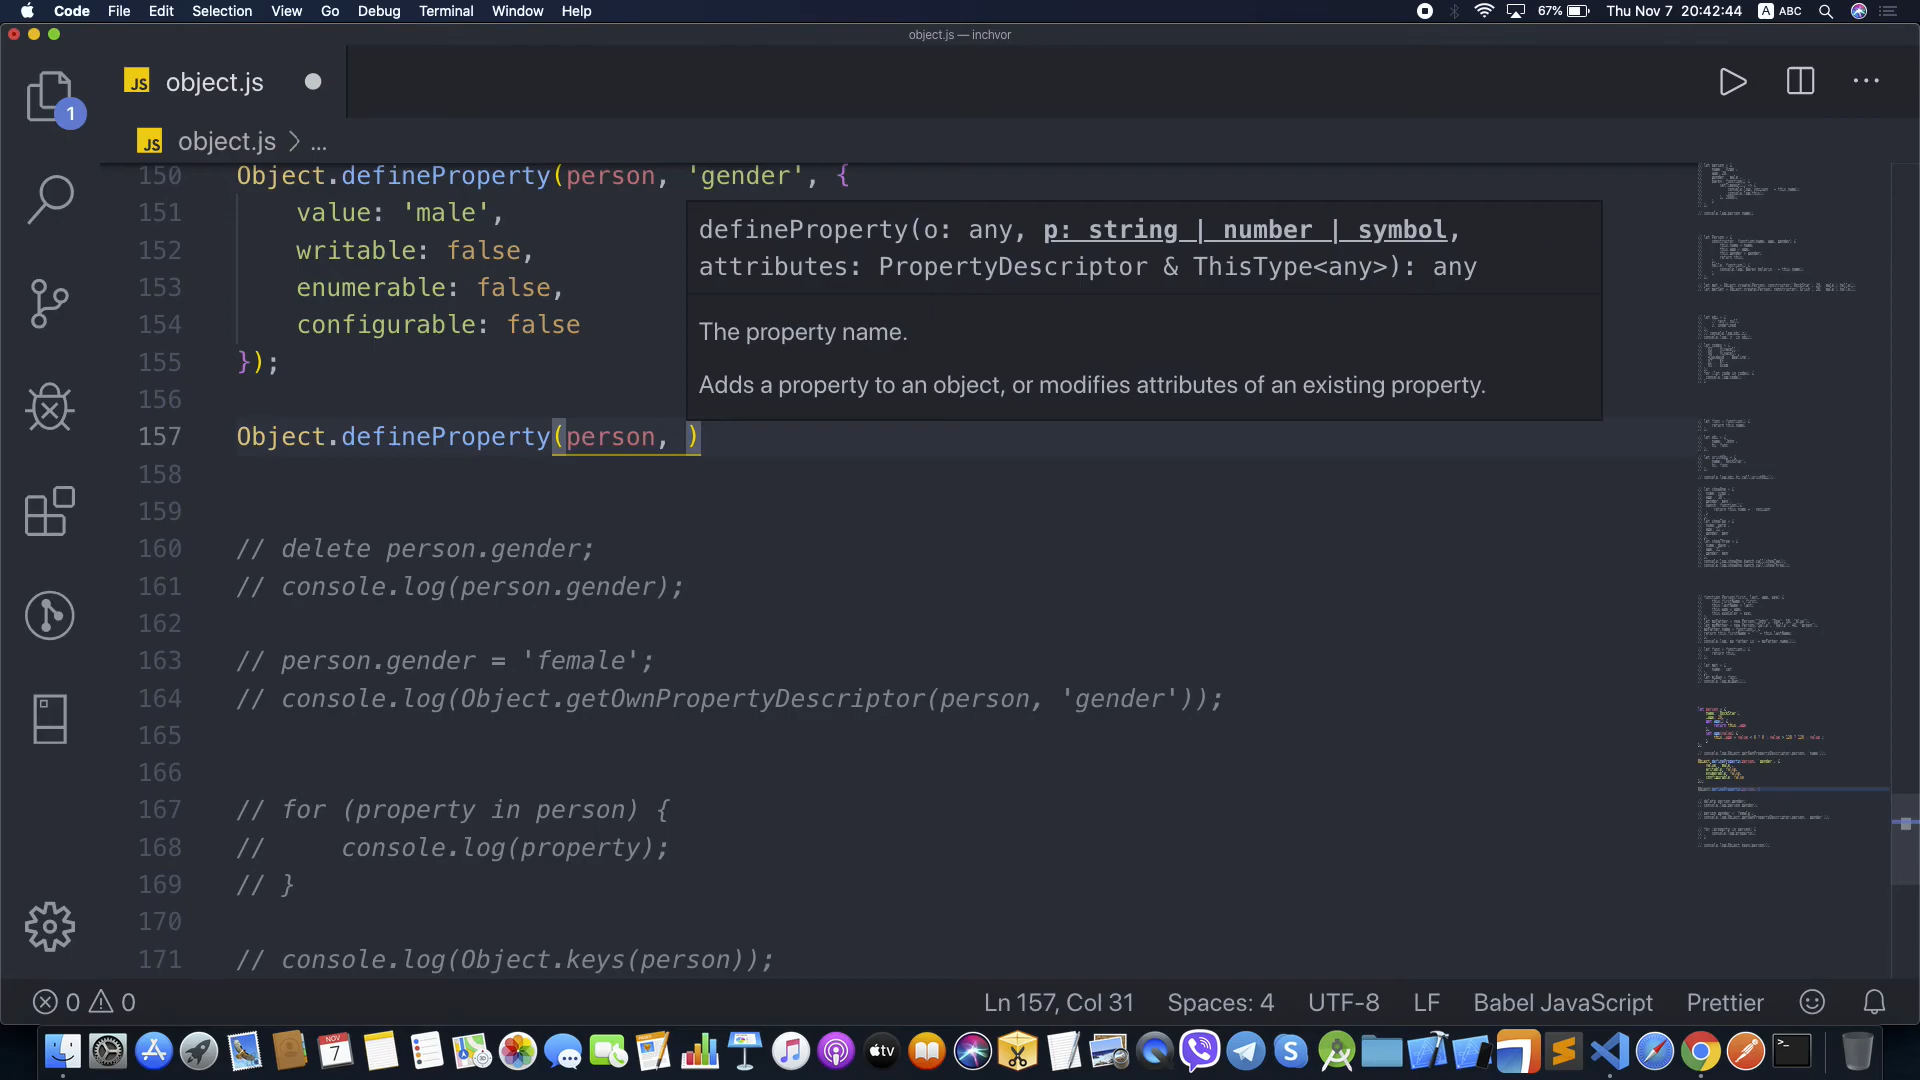 Code File Edit Selection View Go Debug Terminal Window Help 67% Thu Nov 7 20:42:44 A ABC
object.js — inchvor
JS object.js
1
JS object.js > ...
150 Object.defineProperty(person, 'gender', {
151 value: 'male',
152 writable: false,
153 enumerable: false,
154 configurable: false
155 });
156
defineProperty(o: any, p: string | number | symbol,
attributes: PropertyDescriptor & ThisType<any>): any
The property name.
Adds a property to an object, or modifies attributes of an existing property.
157 Object.defineProperty(person, )
158
159
160 // delete person.gender;
161 // console.log(person.gender);
162
163 // person.gender = 'female';
164 // console.log(Object.getOwnPropertyDescriptor(person, 'gender'));
165
166
167 // for (property in person) {
168 // console.log(property);
169 // }
170
171 // console.log(Object.keys(person));
0 0 Ln 157, Col 31 Spaces: 4 UTF-8 LF Babel JavaScript Prettier
NOV
7
tv